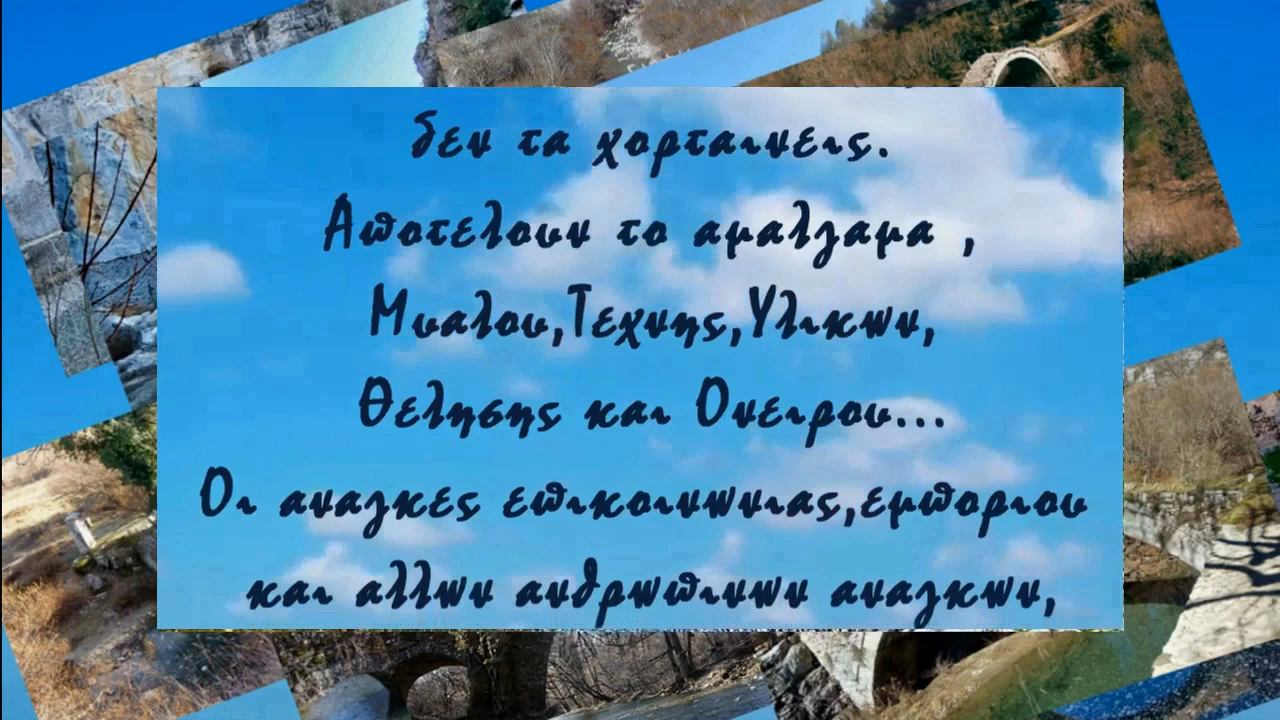 δεν τα χορταινεις.
Αποτελουν το αμαλγαμα ,
Μυαλου,Τεχνης,Υλικων,
Θελησης και Ονειρου...
Οι αναγκες επικοινωνιας,εμποριου
και αλλων ανθρωπινων αναγκων,